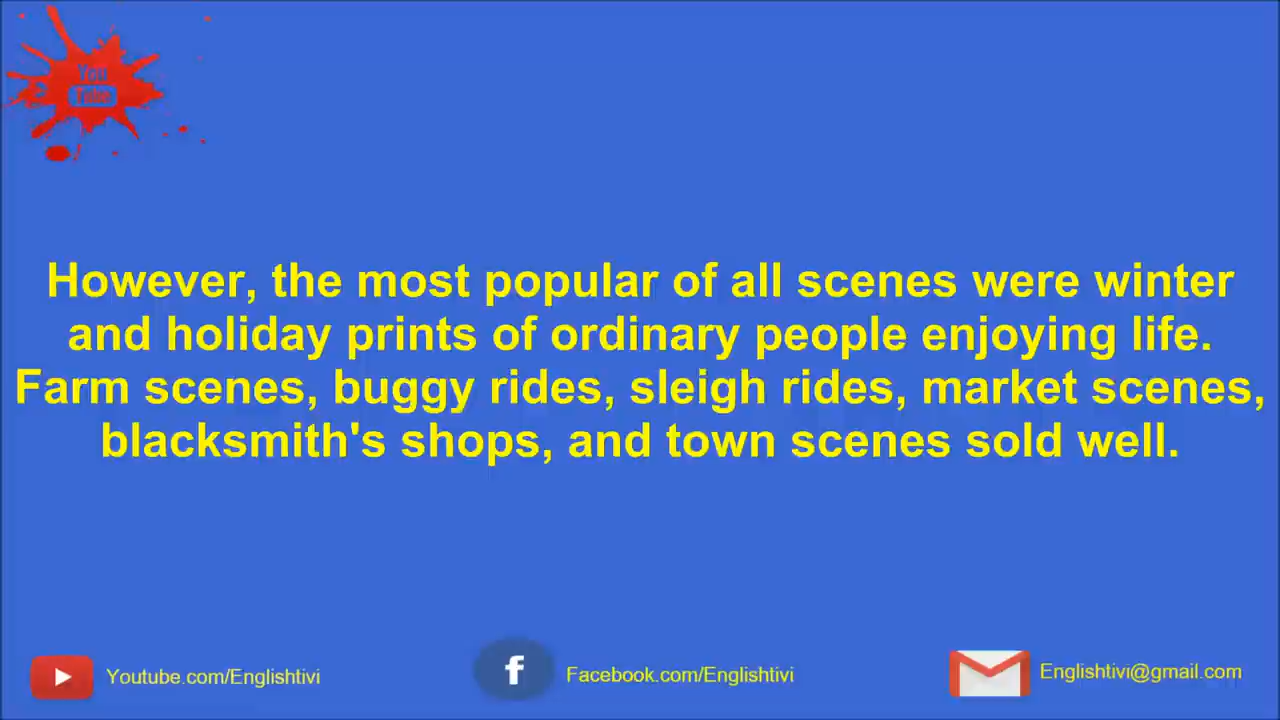 You
However, the most popular of all scenes were winter
and holiday prints of ordinary people enjoying life.
Farm scenes, buggy rides, sleigh rides, market scenes,
blacksmith's shops, and town scenes sold well.
Youtube.com/Englishtivi
f
Facebook.com/Englishtivi
Englishtivi@gmail.com